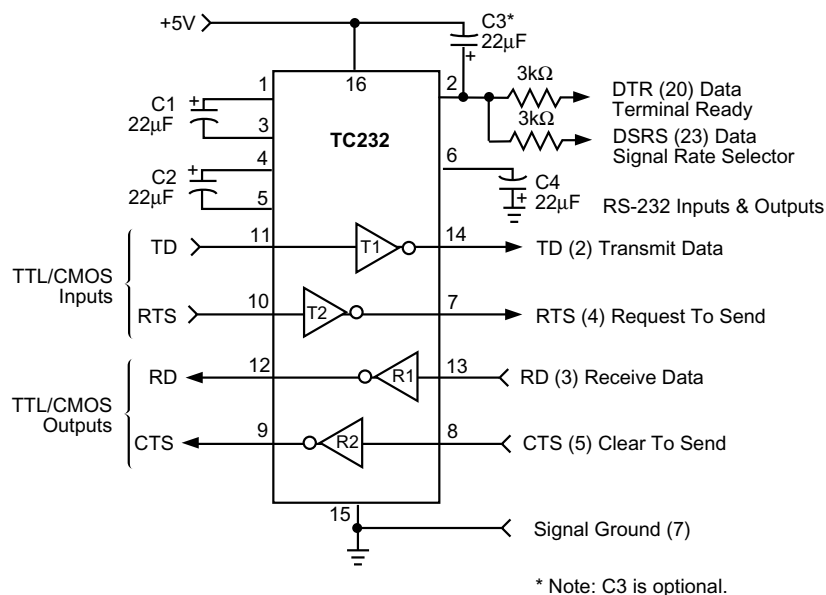 +5V
C3*
22μF
+
1
16
2
3kΩ
DTR (20) Data
Terminal Ready
C1
+
22μF
3
TC232
3kΩ
DSRS (23) Data
Signal Rate Selector
4
6
C2
+
22μF
5
C4
22μF
+
RS-232 Inputs & Outputs
TTL/CMOS
Inputs
TD
11
T1
14
TD (2) Transmit Data
RTS
10
T2
7
RTS (4) Request To Send
TTL/CMOS
Outputs
RD
12
R1
13
RD (3) Receive Data
CTS
9
R2
8
CTS (5) Clear To Send
15
Signal Ground (7)
* Note: C3 is optional.